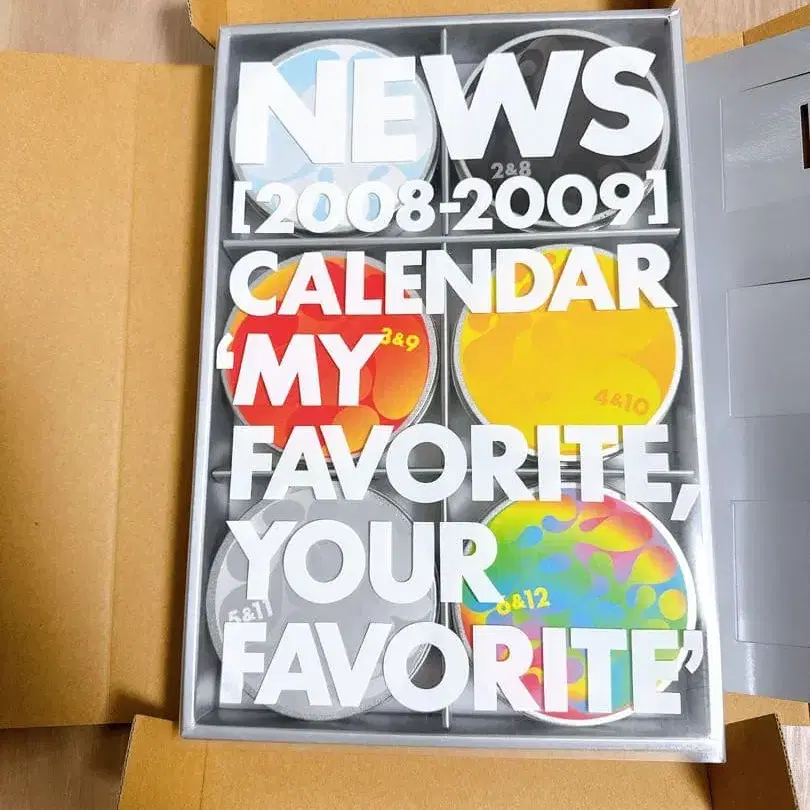 NEWS
2&8
[2008-2009]
CALENDAR
‘MY
3&9
4&10
FAVORITE,
YOUR
5&11
6&12
FAVORITE’